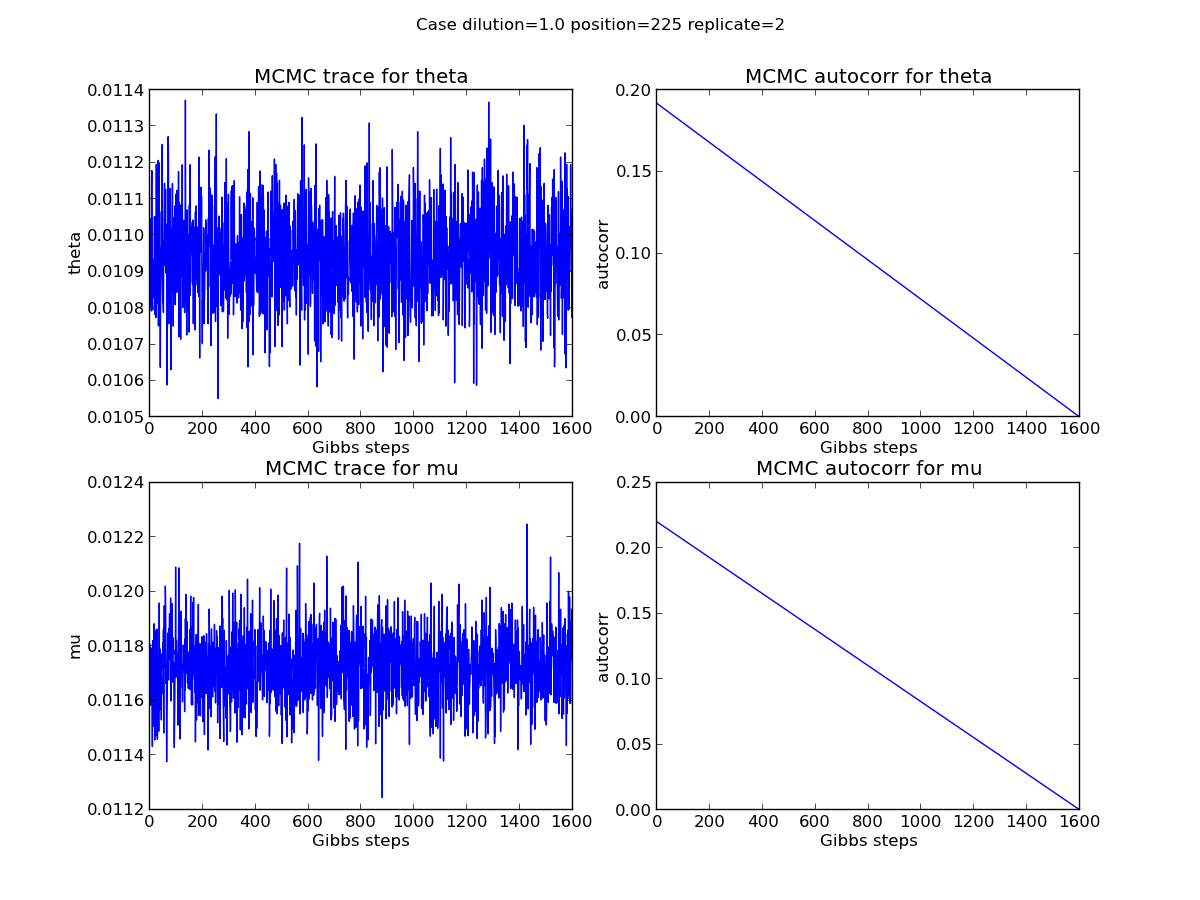 Case dilution=1.0 position=225 replicate=2
MCMC trace for theta
0.0114
0.0113
0.0112
0.0111
0.0110
0.0109
0.0108
0.0107
0.0106
0.0105
theta
0 200 400 600 800 1000 1200 1400 1600
Gibbs steps
MCMC autocorr for theta
0.20
0.15
0.10
0.05
0.00
autocorr
0 200 400 600 800 1000 1200 1400 1600
Gibbs steps
MCMC trace for mu
0.0124
0.0122
0.0120
0.0118
0.0116
0.0114
0.0112
mu
0 200 400 600 800 1000 1200 1400 1600
Gibbs steps
MCMC autocorr for mu
0.25
0.20
0.15
0.10
0.05
0.00
autocorr
0 200 400 600 800 1000 1200 1400 1600
Gibbs steps